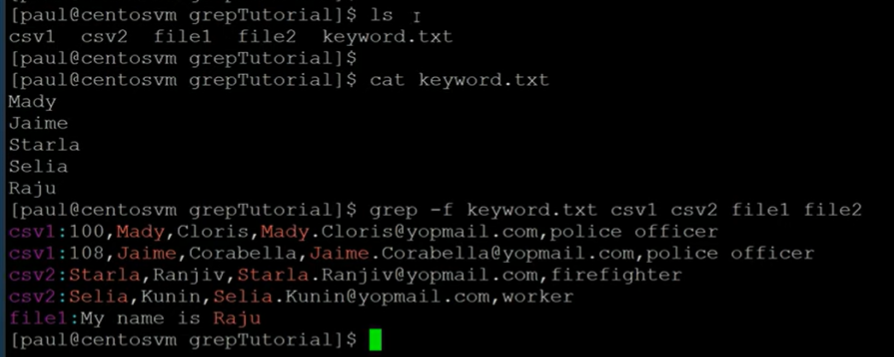 [paul@centosvm grepTutorial]$ ls
csv1  csv2  file1  file2  keyword.txt
[paul@centosvm grepTutorial]$
[paul@centosvm grepTutorial]$ cat keyword.txt
Mady
Jaime
Starla
Selia
Raju
[paul@centosvm grepTutorial]$ grep -f keyword.txt csv1 csv2 file1 file2
csv1:100,Mady,Cloris,Mady.Cloris@yopmail.com,police officer
csv1:108,Jaime,Corabella,Jaime.Corabella@yopmail.com,police officer
csv2:Starla,Ranjiv,Starla.Ranjiv@yopmail.com,firefighter
csv2:Selia,Kunin,Selia.Kunin@yopmail.com,worker
file1:My name is Raju
[paul@centosvm grepTutorial]$